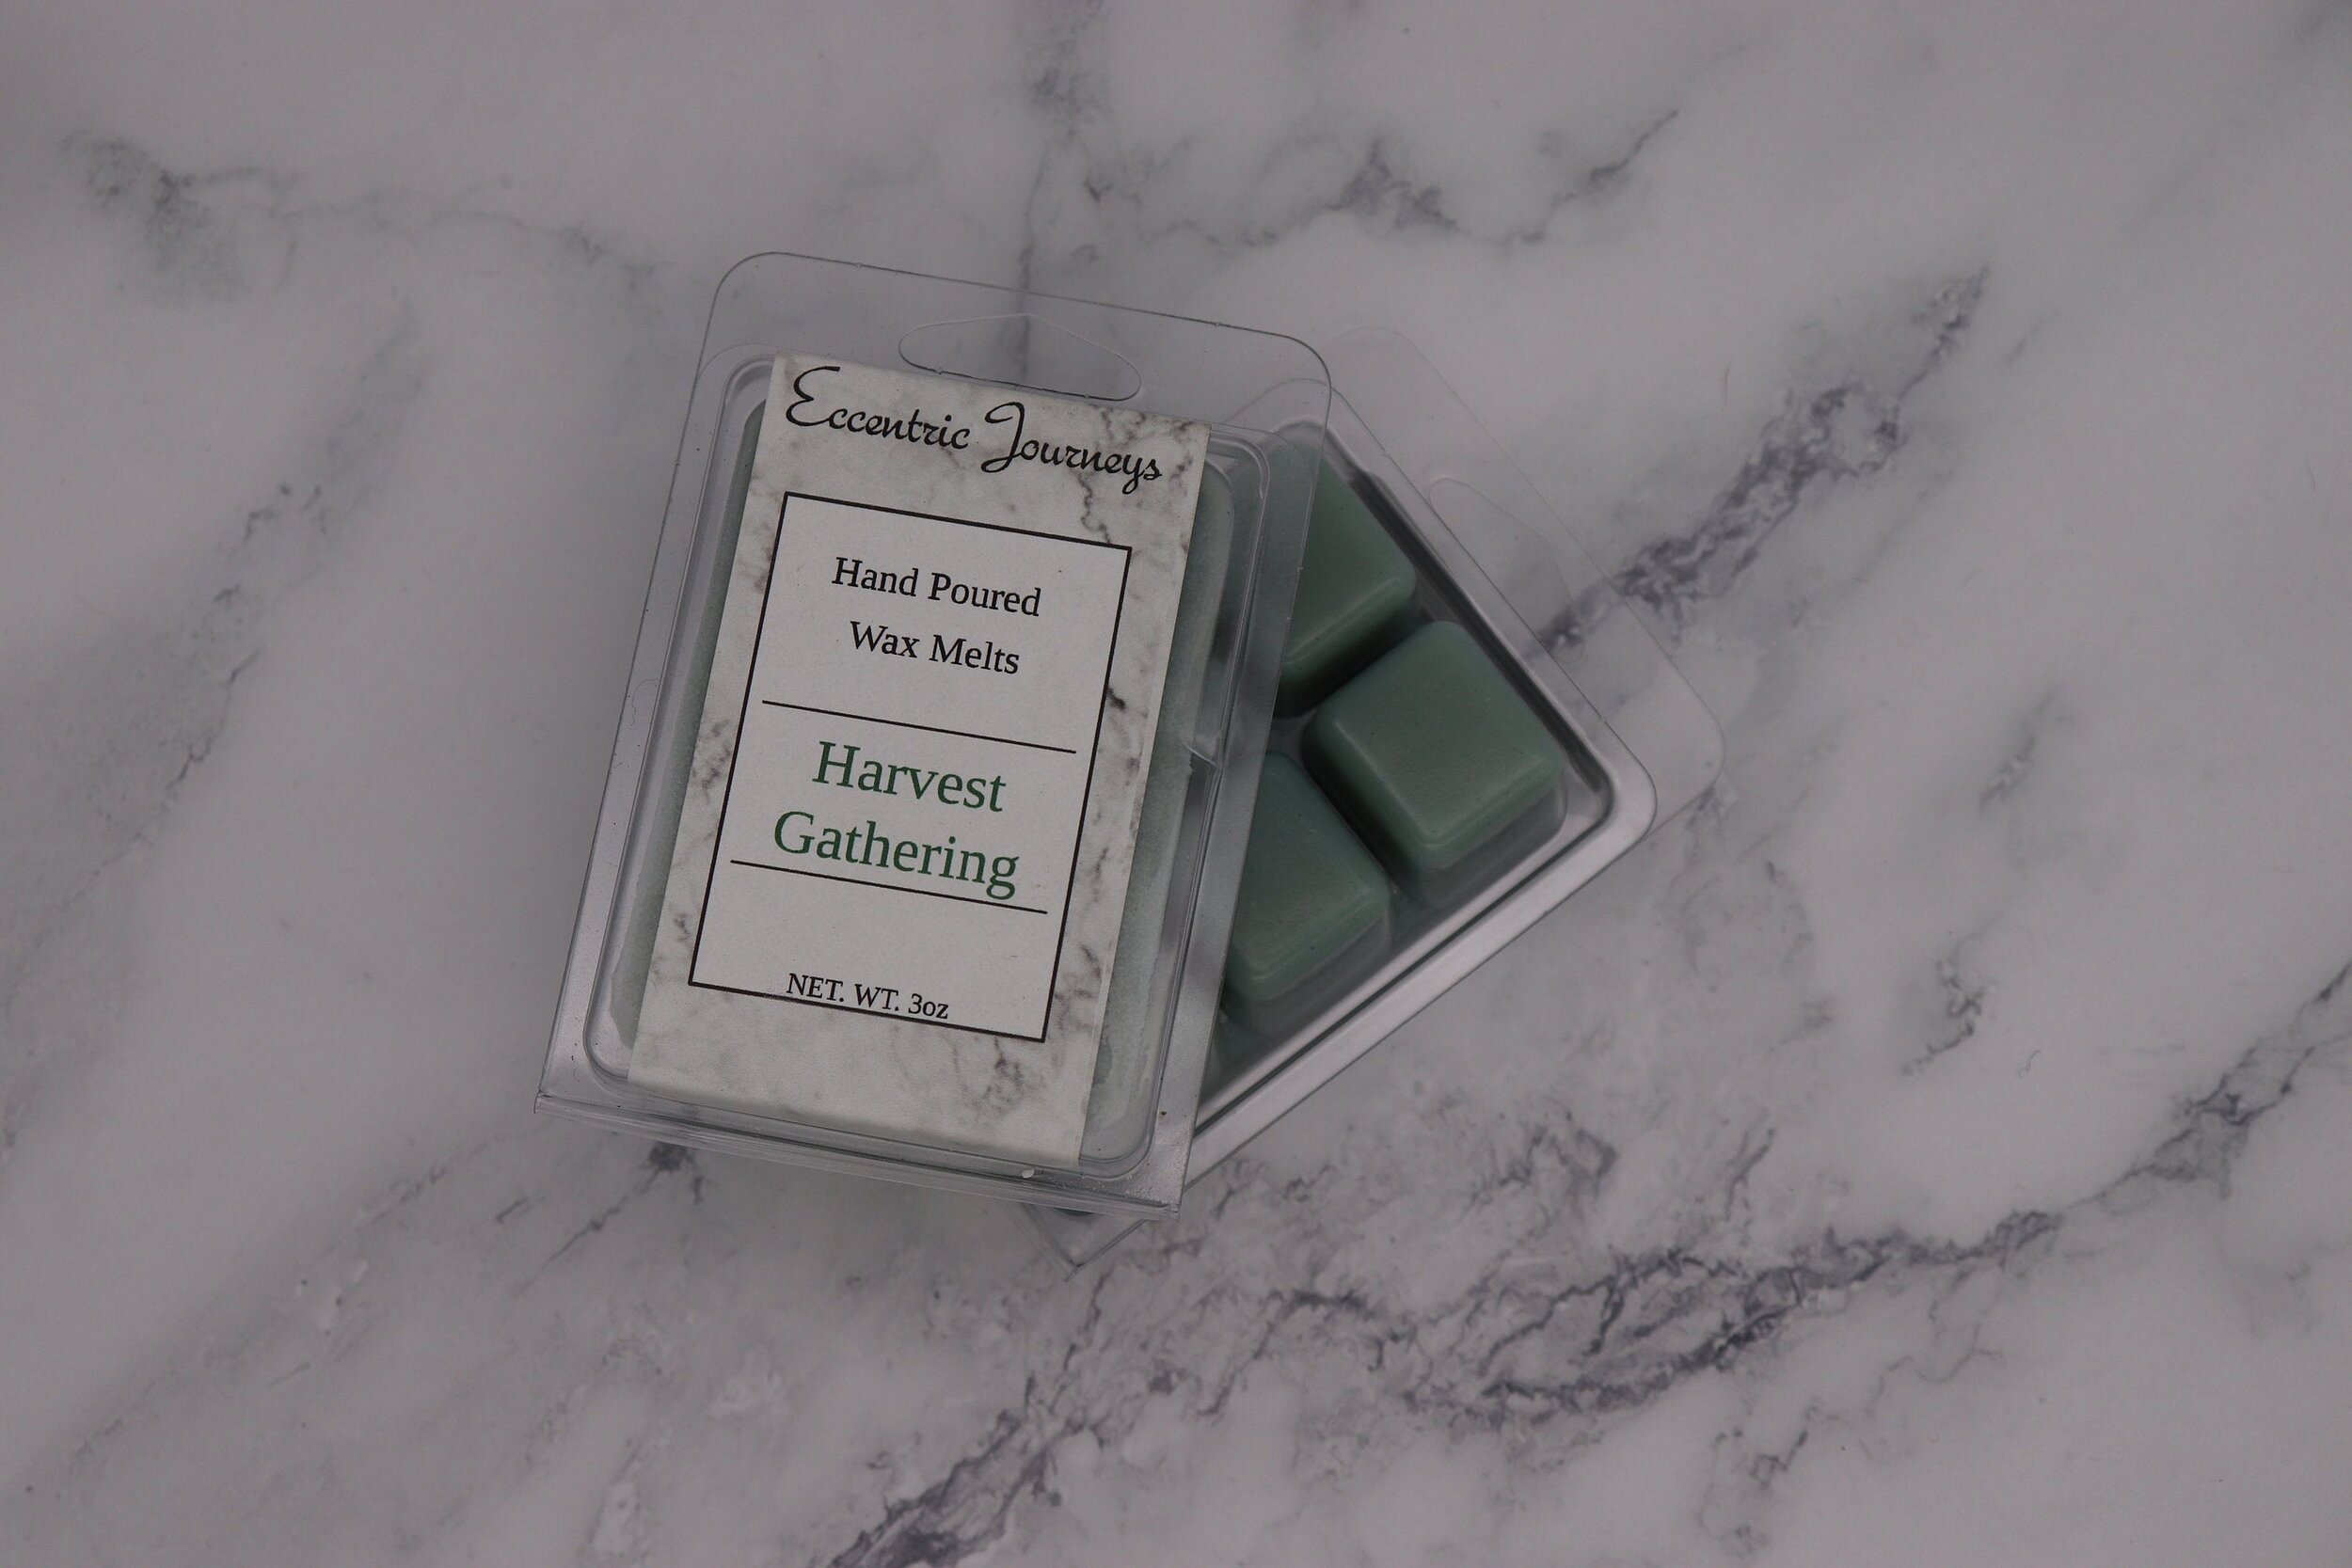 Eccentric Journeys
Hand Poured
Wax Melts
Harvest
Gathering
NET. WT. 3oz